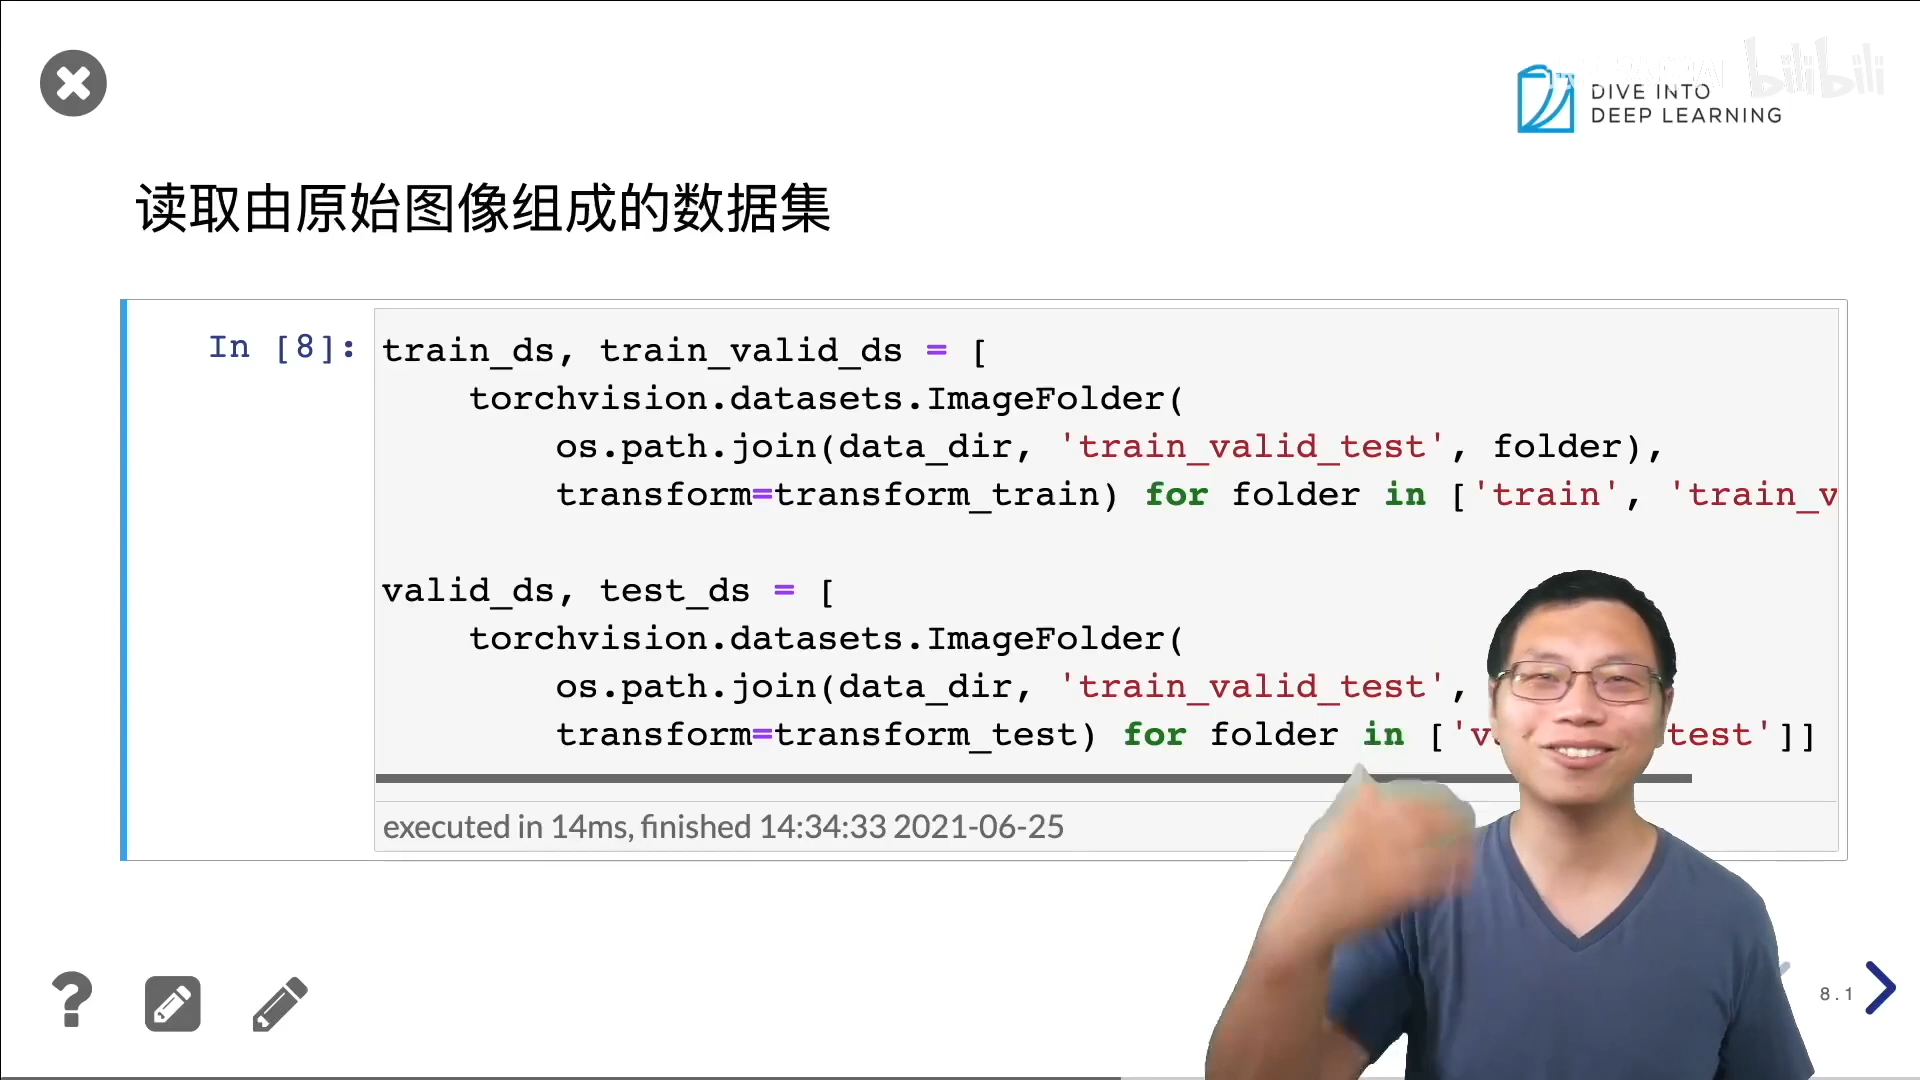 bilibili
DIVE INTO
DEEP LEARNING
读取由原始图像组成的数据集
In [8]:
train_ds, train_valid_ds = [
torchvision.datasets.ImageFolder(
os.path.join(data_dir, 'train_valid_test', folder),
transform=transform_train) for folder in ['train', 'train_v
valid_ds, test_ds = [
torchvision.datasets.ImageFolder(
os.path.join(data_dir, 'train_valid_test',
transform=transform_test) for folder in ['v test']]
executed in 14ms, finished 14:34:33 2021-06-25
8.1